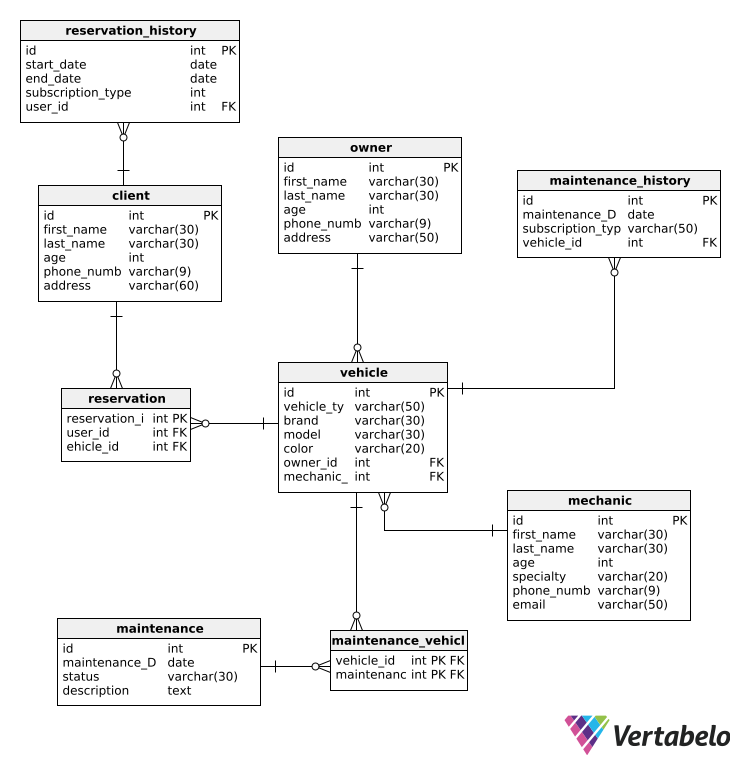 reservation_history
id int PK
start_date date
end_date date
subscription_type int
user_id int FK
client
id int PK
first_name varchar(30)
last_name varchar(30)
age int
phone_numb varchar(9)
address varchar(60)
owner
id int PK
first_name varchar(30)
last_name varchar(30)
age int
phone_numb varchar(9)
address varchar(50)
maintenance_history
id int PK
maintenance_D date
subscription_typ varchar(50)
vehicle_id int FK
reservation
reservation_i int PK
user_id int FK
ehicle_id int FK
vehicle
id int PK
vehicle_ty varchar(50)
brand varchar(30)
model varchar(30)
color varchar(20)
owner_id int FK
mechanic_ int FK
mechanic
id int PK
first_name varchar(30)
last_name varchar(30)
age int
specialty varchar(20)
phone_numb varchar(9)
email varchar(50)
maintenance
id int PK
maintenance_D date
status varchar(30)
description text
maintenance_vehicl
vehicle_id int PK FK
maintenanc int PK FK
Vertabelo